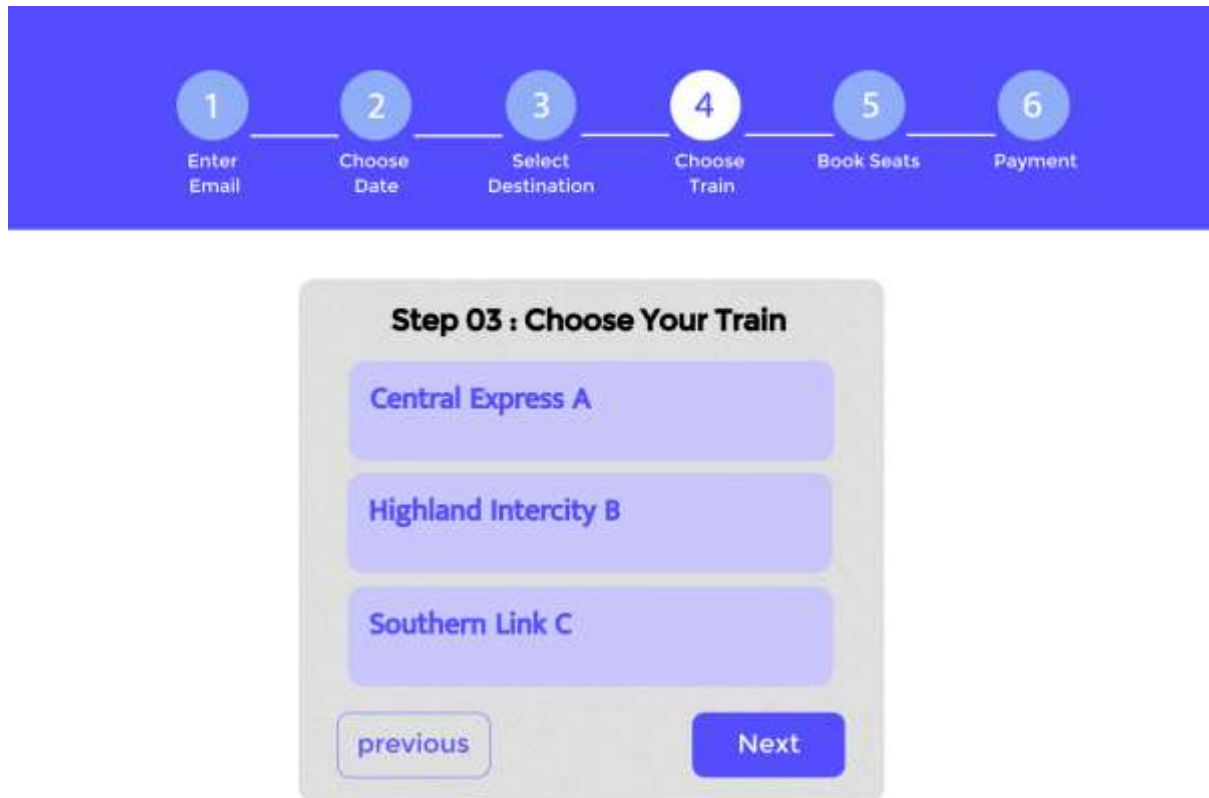 1 2 3 4 5 6
Enter Choose Select Choose Book Seats Payment
Email Date Destination Train
Step 03 : Choose Your Train
Central Express A
Highland Intercity B
Southern Link C
previous Next